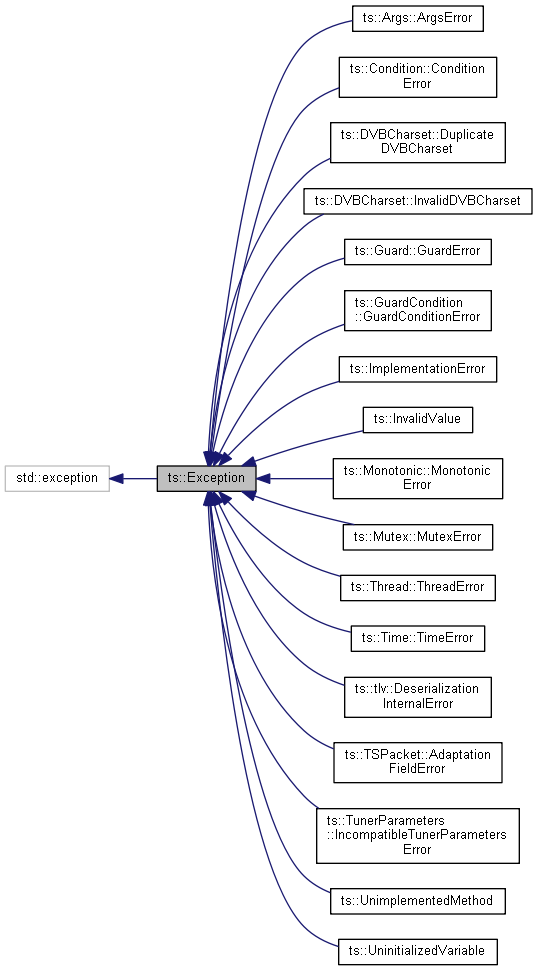 ts::Args::ArgsError
ts::Condition::Condition
Error
ts::DVBCharset::Duplicate
DVBCharset
ts::DVBCharset::InvalidDVBCharset
ts::Guard::GuardError
ts::GuardCondition
::GuardConditionError
ts::ImplementationError
ts::InvalidValue
std::exception
ts::Exception
ts::Monotonic::Monotonic
Error
ts::Mutex::MutexError
ts::Thread::ThreadError
ts::Time::TimeError
ts::tlv::Deserialization
InternalError
ts::TSPacket::Adaptation
FieldError
ts::TunerParameters
::IncompatibleTunerParameters
Error
ts::UnimplementedMethod
ts::UninitializedVariable